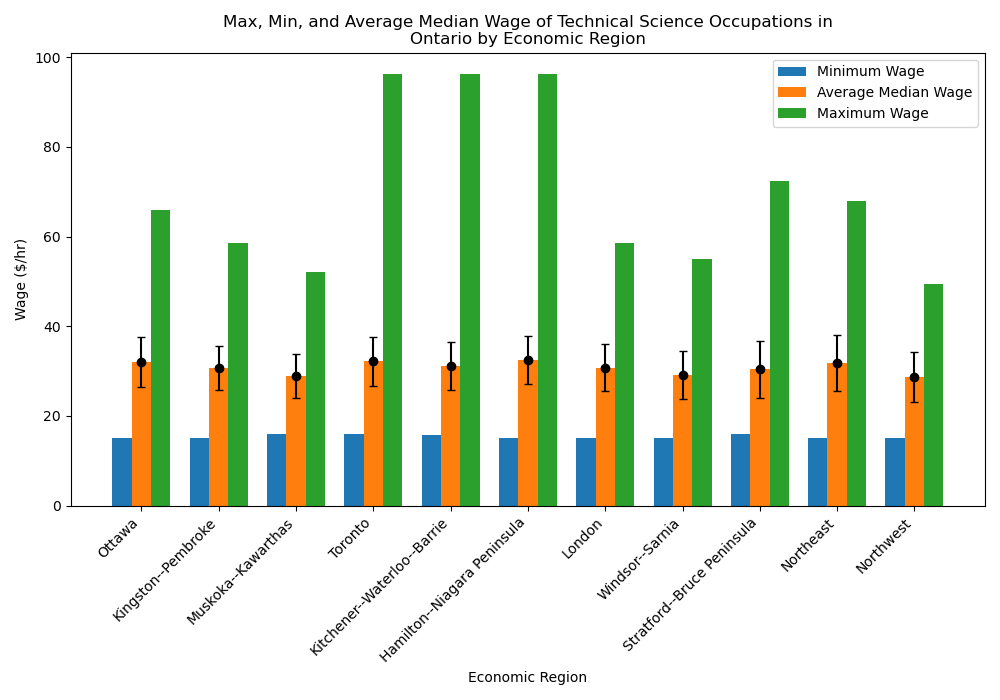 Max, Min, and Average Median Wage of Technical Science Occupations in
Ontario by Economic Region
Minimum Wage
Average Median Wage
Maximum Wage
Wage ($/hr)
100
80
60
40
20
0
Ottawa
Kingston--Pembroke
Muskoka--Kawarthas
Toronto
Kitchener--Waterloo--Barrie
Hamilton--Niagara Peninsula
London
Windsor--Sarnia
Stratford--Bruce Peninsula
Northeast
Northwest
Economic Region